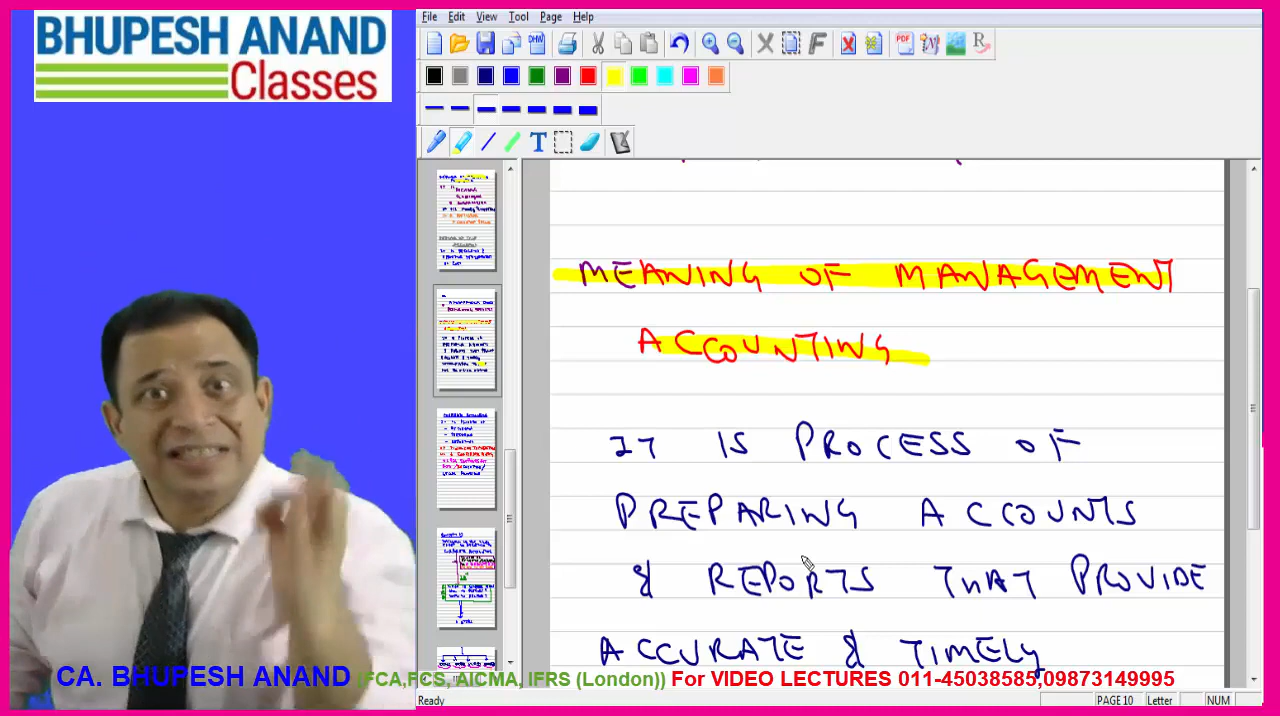 BHUPESH ANAND
Classes
File Edit View Tool Page Help
DHW
PDF
MEANING OF MANAGEMENT
ACCOUNTING
IT IS PROCESS OF
PREPARING ACCOUNTS
& REPORTS THAT PROVIDE
ACCURATE & TIMELY
CA. BHUPESH ANAND (FCA,FCS, AICMA, IFRS (London)) For VIDEO LECTURES 011-45038585,09873149995
Ready PAGE 10 Letter NUM